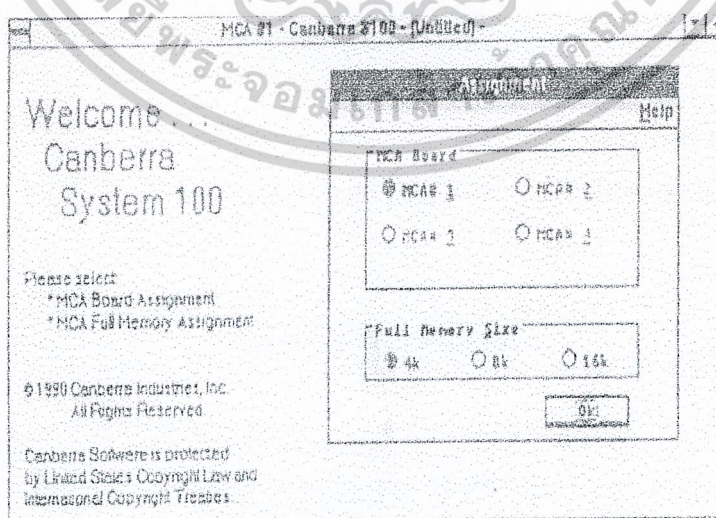 MCA #1 - Canberra S100 - [Untitled] -
Welcome . . .
Canberra
System 100
Please select
* MCA Board Assignment
* MCA Full Memory Assignment
© 1990 Canberra Industries, Inc.
All Rights Reserved.
Canberra Software is protected
by United States Copyright Law and
International Copyright Treaties
Assignment
Help
MCA Board
MCA# 1
MCA# 2
MCA# 3
MCA# 4
Full Memory Size
4k
8k
16k
Ok